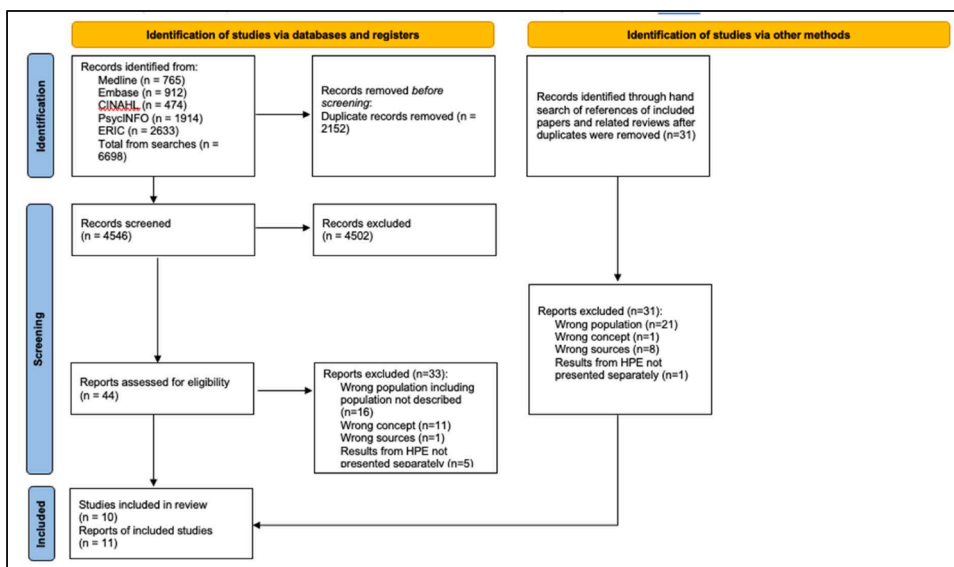 Identification of studies via databases and registers
Identification of studies via other methods
Identification
Records identified from:
Medline (n = 765)
Embase (n = 912)
CINAHL (n = 474)
PsycINFO (n = 1914)
ERIC (n = 2633)
Total from searches (n =
6698)
Records removed before
screening:
Duplicate records removed (n =
2152)
Records identified through hand
search of references of included
papers and related reviews after
duplicates were removed (n=31)
Screening
Records screened
(n = 4546)
Records excluded
(n = 4502)
Reports assessed for eligibility
(n = 44)
Reports excluded (n=33):
Wrong population including
population not described
(n=16)
Wrong concept (n=11)
Wrong sources (n=1)
Results from HPE not
presented separately (n=5)
Reports excluded (n=31):
Wrong population (n=21)
Wrong concept (n=1)
Wrong sources (n=8)
Results from HPE not
presented separately (n=1)
Included
Studies included in review
(n = 10)
Reports of included studies
(n = 11)